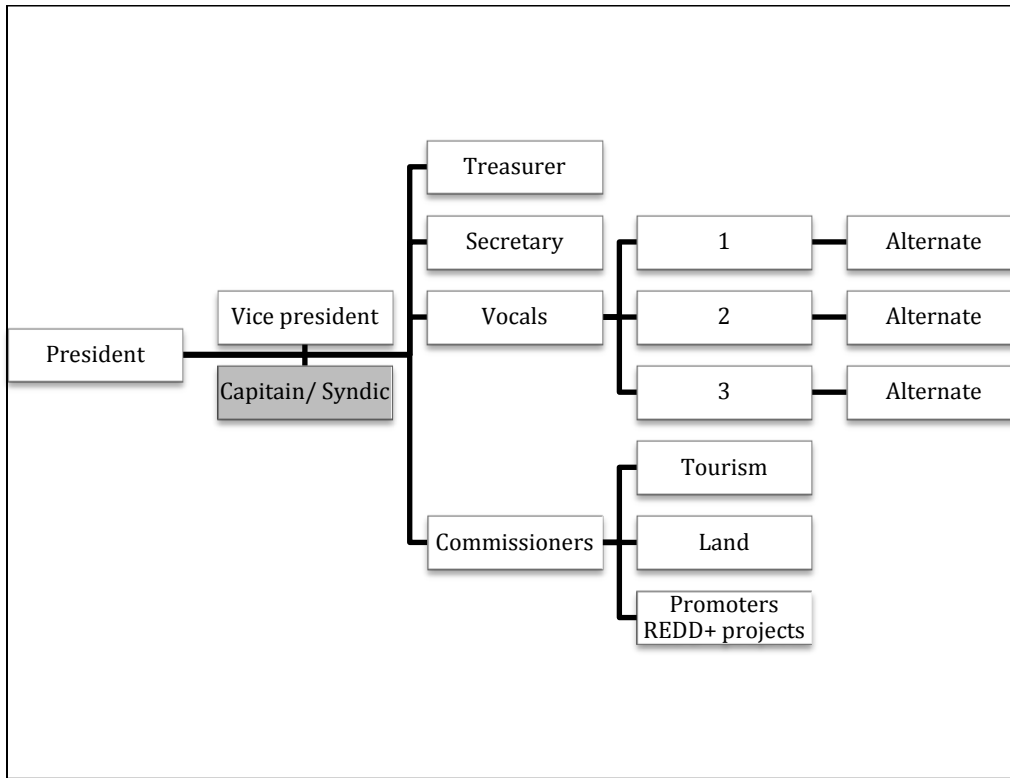 Treasurer
Secretary
1
Alternate
Vice president
Vocals
2
Alternate
President
Capitain/ Syndic
3
Alternate
Tourism
Commissioners
Land
Promoters
REDD+ projects